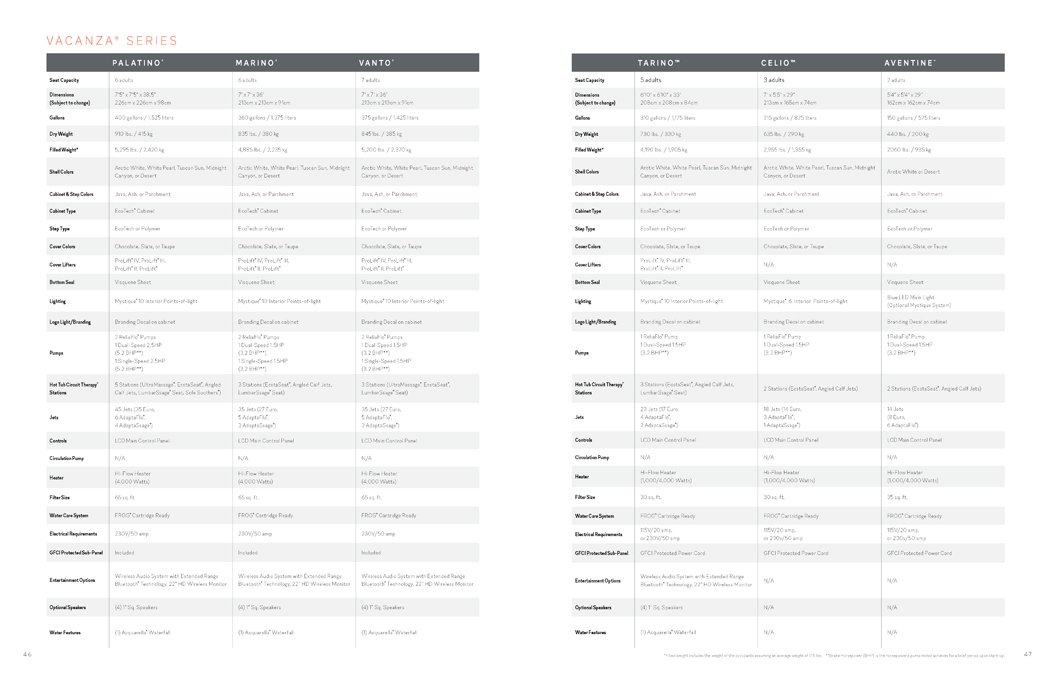 VACANZA® SERIES
PALATINO® MARINO® VANTO®
Seat Capacity 6 adults 6 adults 7 adults
Dimensions (Subject to change) 7'5" x 7'5" x 38.5" 226cm x 226cm x 98cm 7' x 7' x 36" 213cm x 213cm x 91cm 7' x 7' x 36" 213cm x 213cm x 91cm
Gallons 400 gallons / 1,525 liters 360 gallons / 1,375 liters 375 gallons / 1,425 liters
Dry Weight 910 lbs. / 415 kg 835 lbs. / 380 kg 845 lbs. / 385 kg
Filled Weight* 5,295 lbs. / 2,420 kg 4,885 lbs. / 2,235 kg 5,200 lbs. / 2,370 kg
Shell Colors Arctic White, White Pearl, Tuscan Sun, Midnight Canyon, or Desert Arctic White, White Pearl, Tuscan Sun, Midnight Canyon, or Desert Arctic White, White Pearl, Tuscan Sun, Midnight Canyon, or Desert
Cabinet & Step Colors Java, Ash, or Parchment Java, Ash, or Parchment Java, Ash, or Parchment
Cabinet Type EcoTech® Cabinet EcoTech® Cabinet EcoTech® Cabinet
Step Type EcoTech or Polymer EcoTech or Polymer EcoTech or Polymer
Cover Colors Chocolate, Slate, or Taupe Chocolate, Slate, or Taupe Chocolate, Slate, or Taupe
Cover Lifters ProLift® IV, ProLift® III, ProLift® II, ProLift® ProLift® IV, ProLift® III, ProLift® II, ProLift® ProLift® IV, ProLift® III, ProLift® II, ProLift®
Bottom Seal Visquene Sheet Visquene Sheet Visquene Sheet
Lighting Mystique® 10 Interior Points-of-light Mystique® 10 Interior Points-of-light Mystique® 10 Interior Points-of-light
Logo Light/Branding Branding Decal on cabinet Branding Decal on cabinet Branding Decal on cabinet
Pumps 2 ReliaFlo® Pumps 1 Dual-Speed 2.5HP (5.2 BHP**) 1 Single-Speed 2.5HP (5.2 BHP**) 2 ReliaFlo® Pumps 1 Dual-Speed 1.5HP (3.2 BHP**) 1 Single-Speed 1.5HP (3.2 BHP**) 2 ReliaFlo® Pumps 1 Dual-Speed 1.5HP (3.2 BHP**) 1 Single-Speed 1.5HP (3.2 BHP**)
Hot Tub Circuit Therapy® Stations 5 Stations (UltraMassage®, EcstaSeat®, Angled Calf Jets, LumbarSsage® Seat, Sole Soothers®) 3 Stations (EcstaSeat®, Angled Calf Jets, LumbarSsage® Seat) 3 Stations (UltraMassage®, EcstaSeat®, LumbarSsage® Seat)
Jets 45 Jets (35 Euro, 6 AdaptaFlo®, 4 AdaptaSsage®) 35 Jets (27 Euro, 5 AdaptaFlo®, 3 AdaptaSsage®) 35 Jets (27 Euro, 5 AdaptaFlo®, 3 AdaptaSsage®)
Controls LCD Main Control Panel LCD Main Control Panel LCD Main Control Panel
Circulation Pump N/A N/A N/A
Heater Hi-Flow Heater (4,000 Watts) Hi-Flow Heater (4,000 Watts) Hi-Flow Heater (4,000 Watts)
Filter Size 65 sq. ft. 65 sq. ft. 65 sq. ft.
Water Care System FROG® Cartridge Ready FROG® Cartridge Ready FROG® Cartridge Ready
Electrical Requirements 230V/50 amp 230V/50 amp 230V/50 amp
GFCI Protected Sub-Panel Included Included Included
Entertainment Options Wireless Audio System with Extended Range Bluetooth® Technology, 22" HD Wireless Monitor Wireless Audio System with Extended Range Bluetooth® Technology, 22" HD Wireless Monitor Wireless Audio System with Extended Range Bluetooth® Technology, 22" HD Wireless Monitor
Optional Speakers (4) 1" Sq. Speakers (4) 1" Sq. Speakers (4) 1" Sq. Speakers
Water Features (1) Acquarella® Waterfall (1) Acquarella® Waterfall (1) Acquarella® Waterfall
46
TARINO™ CELIO™ AVENTINE®
Seat Capacity 5 adults 3 adults 2 adults
Dimensions (Subject to change) 6'10" x 6'10" x 33" 208cm x 208cm x 84cm 7' x 5'5" x 29" 213cm x 165cm x 74cm 5'4" x 5'4" x 29" 162cm x 162cm x 74cm
Gallons 310 gallons / 1,175 liters 215 gallons / 825 liters 150 gallons / 575 liters
Dry Weight 730 lbs. / 330 kg 635 lbs. / 290 kg 440 lbs. / 200 kg
Filled Weight* 4,190 lbs. / 1,905 kg 2,955 lbs. / 1,355 kg 2060 lbs. / 935 kg
Shell Colors Arctic White, White Pearl, Tuscan Sun, Midnight Canyon, or Desert Arctic White, White Pearl, Tuscan Sun, Midnight Canyon, or Desert Arctic White or Desert
Cabinet & Step Colors Java, Ash, or Parchment Java, Ash, or Parchment Java, Ash, or Parchment
Cabinet Type EcoTech® Cabinet EcoTech® Cabinet EcoTech® Cabinet
Step Type EcoTech or Polymer EcoTech or Polymer EcoTech or Polymer
Cover Colors Chocolate, Slate, or Taupe Chocolate, Slate, or Taupe Chocolate, Slate, or Taupe
Cover Lifters ProLift® IV, ProLift® III, ProLift® II, ProLift® N/A N/A
Bottom Seal Visquene Sheet Visquene Sheet Visquene Sheet
Lighting Mystique® 10 Interior Points-of-light Mystique® 6 Interior Points-of-light Blue LED Main Light (Optional Mystique System)
Logo Light/Branding Branding Decal on cabinet Branding Decal on cabinet Branding Decal on cabinet
Pumps 1 ReliaFlo® Pump 1 Dual-Speed 1.5HP (3.2 BHP**) 1 ReliaFlo® Pump 1 Dual-Speed 1.5HP (3.2 BHP**) 1 ReliaFlo® Pump 1 Dual-Speed 1.5HP (3.2 BHP**)
Hot Tub Circuit Therapy® Stations 3 Stations (EcstaSeat®, Angled Calf Jets, LumbarSsage® Seat) 2 Stations (EcstaSeat®, Angled Calf Jets) 2 Stations (EcstaSeat®, Angled Calf Jets)
Jets 23 Jets (17 Euro, 4 AdaptaFlo®, 2 AdaptaSsage®) 18 Jets (14 Euro, 3 AdaptaFlo®, 1 AdaptaSsage®) 14 Jets (8 Euro, 6 AdaptaFlo®)
Controls LCD Main Control Panel LCD Main Control Panel LCD Main Control Panel
Circulation Pump N/A N/A N/A
Heater Hi-Flow Heater (1,000/4,000 Watts) Hi-Flow Heater (1,000/4,000 Watts) Hi-Flow Heater (1,000/4,000 Watts)
Filter Size 30 sq. ft. 30 sq. ft. 35 sq. ft.
Water Care System FROG® Cartridge Ready FROG® Cartridge Ready FROG® Cartridge Ready
Electrical Requirements 115V/20 amp, or 230V/50 amp 115V/20 amp, or 230v/50 amp 115V/20 amp, or 230v/50 amp
GFCI Protected Sub-Panel GFCI Protected Power Cord GFCI Protected Power Cord GFCI Protected Power Cord
Entertainment Options Wireless Audio System with Extended Range Bluetooth® Technology, 22" HD Wireless Monitor N/A N/A
Optional Speakers (4) 1" Sq. Speakers N/A N/A
Water Features (1) Acquarella® Waterfall N/A N/A
47